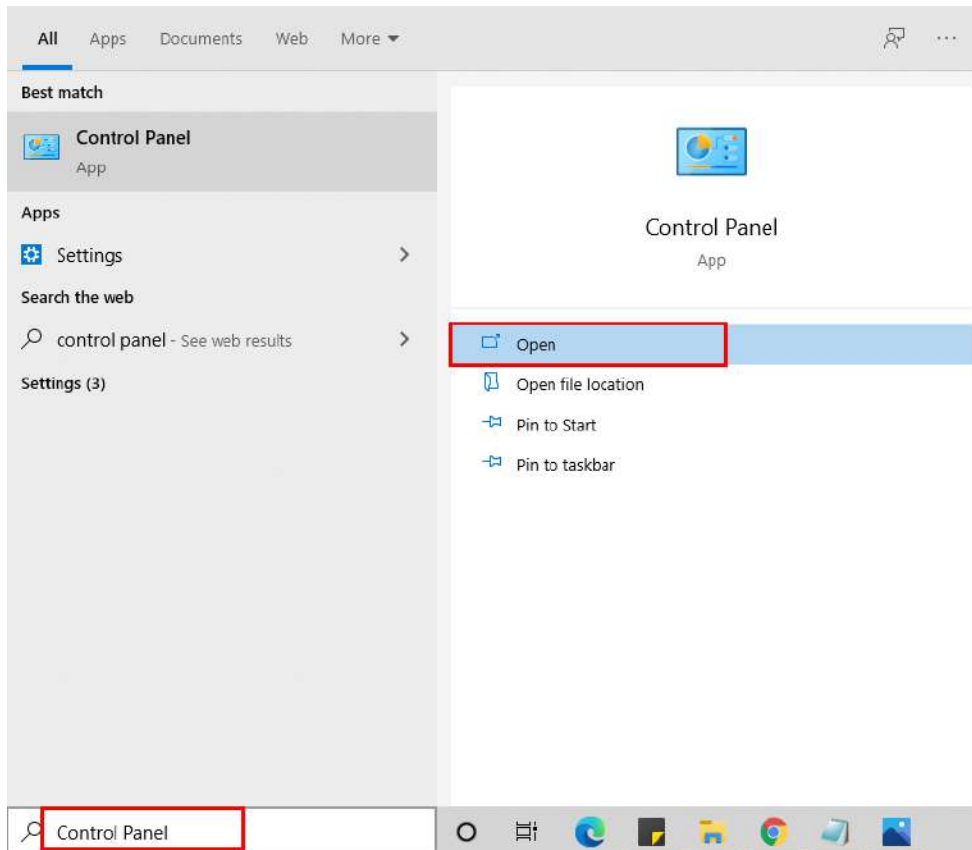 All Apps Documents Web More
Best match
Control Panel
App
Apps
Settings
Search the web
control panel - See web results
Settings (3)
Control Panel
App
Open
Open file location
Pin to Start
Pin to taskbar
Control Panel